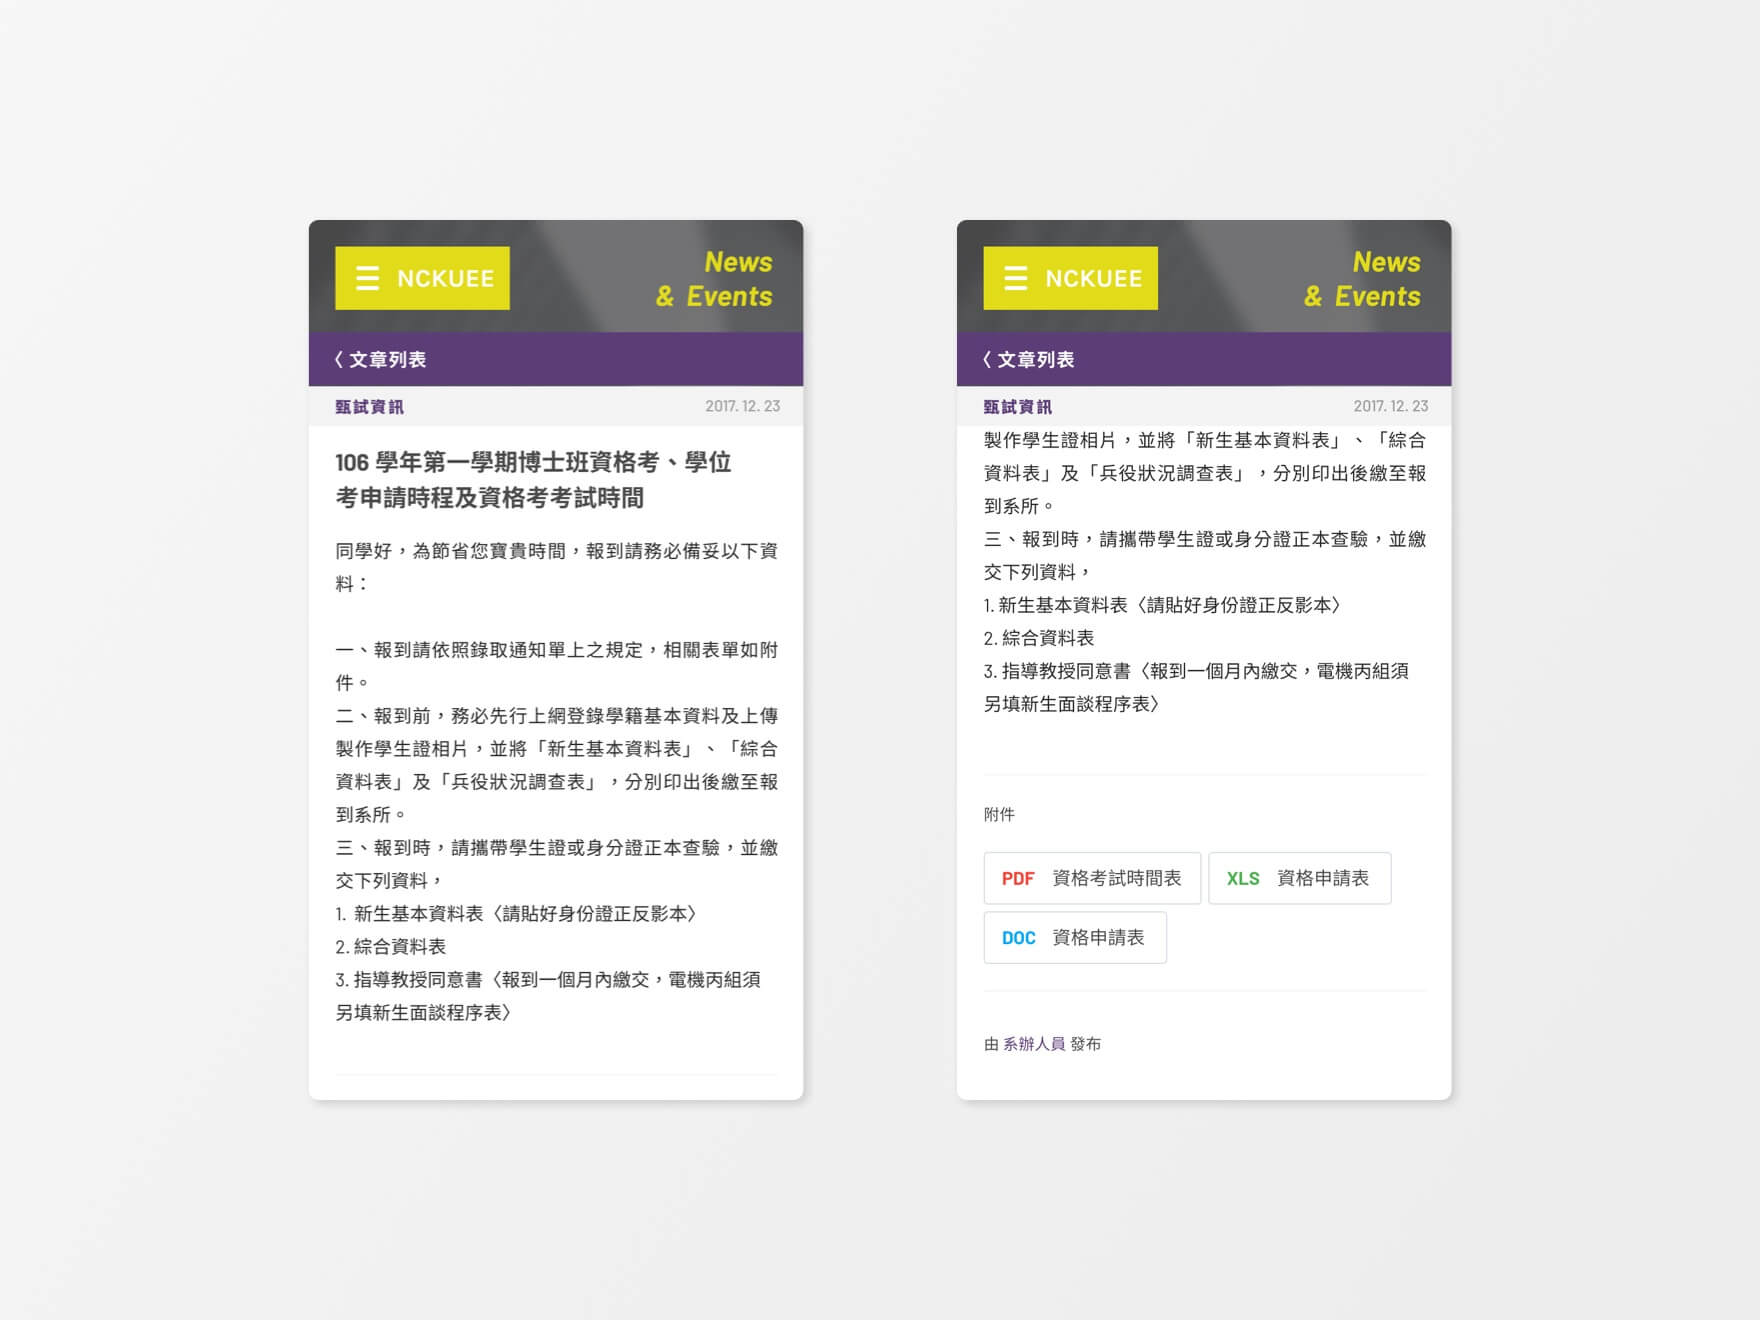 NCKUEE
News
& Events
〈 文章列表
甄試資訊
2017. 12. 23
106 學年第一學期博士班資格考、學位
考申請時程及資格考考試時間
同學好，為節省您寶貴時間，報到請務必備妥以下資
料：
一、報到請依照錄取通知單上之規定，相關表單如附
件。
二、報到前，務必先行上網登錄學籍基本資料及上傳
製作學生證相片，並將「新生基本資料表」、「綜合
資料表」及「兵役狀況調查表」，分別印出後繳至報
到系所。
三、報到時，請攜帶學生證或身分證正本查驗，並繳
交下列資料，
1. 新生基本資料表〈請貼好身份證正反影本〉
2. 綜合資料表
3. 指導教授同意書〈報到一個月內繳交，電機丙組須
另填新生面談程序表〉
NCKUEE
News
& Events
〈 文章列表
甄試資訊
2017. 12. 23
製作學生證相片，並將「新生基本資料表」、「綜合
資料表」及「兵役狀況調查表」，分別印出後繳至報
到系所。
三、報到時，請攜帶學生證或身分證正本查驗，並繳
交下列資料，
1. 新生基本資料表〈請貼好身份證正反影本〉
2. 綜合資料表
3. 指導教授同意書〈報到一個月內繳交，電機丙組須
另填新生面談程序表〉
附件
PDF 資格考試時間表
XLS 資格申請表
DOC 資格申請表
由 系辦人員 發布